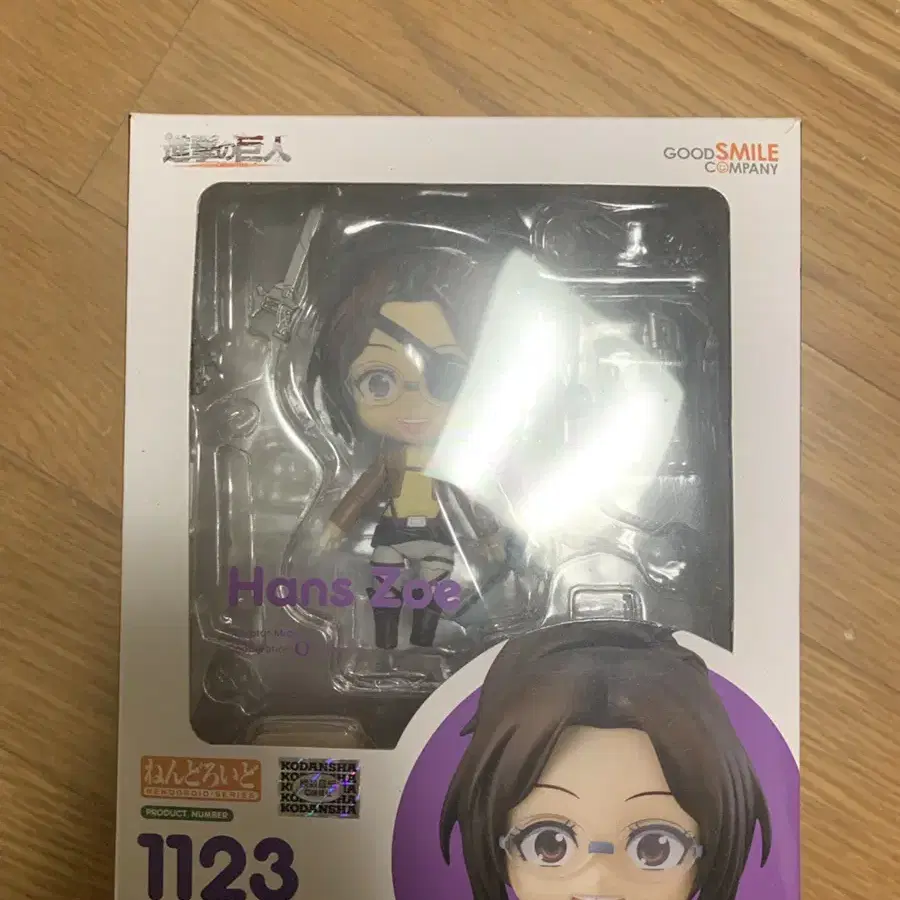 進撃の巨人
GOOD SMILE
COMPANY
Hans Zoe
ねんどろいど
NENDOROID SERIES
PRODUCT NUMBER
1123
KODANSHA
KODANSHA